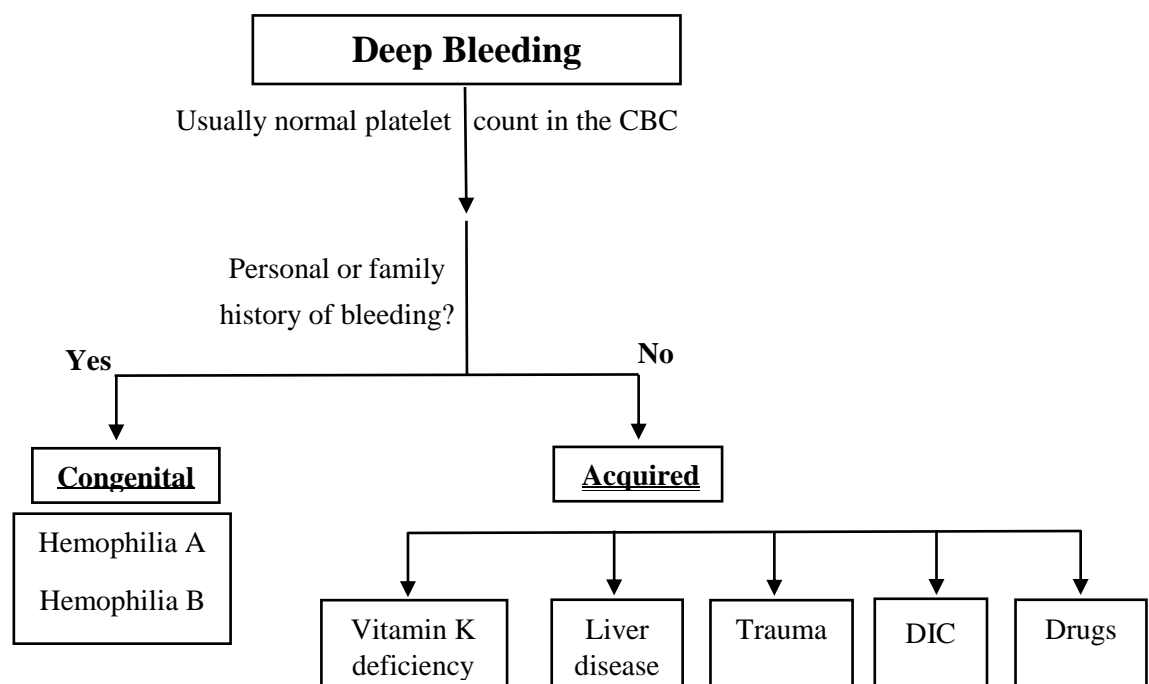 Deep Bleeding
Usually normal platelet count in the CBC
Personal or family
history of bleeding?
Yes
No
Congenital
Acquired
Hemophilia A
Hemophilia B
Vitamin K
deficiency
Liver
disease
Trauma
DIC
Drugs